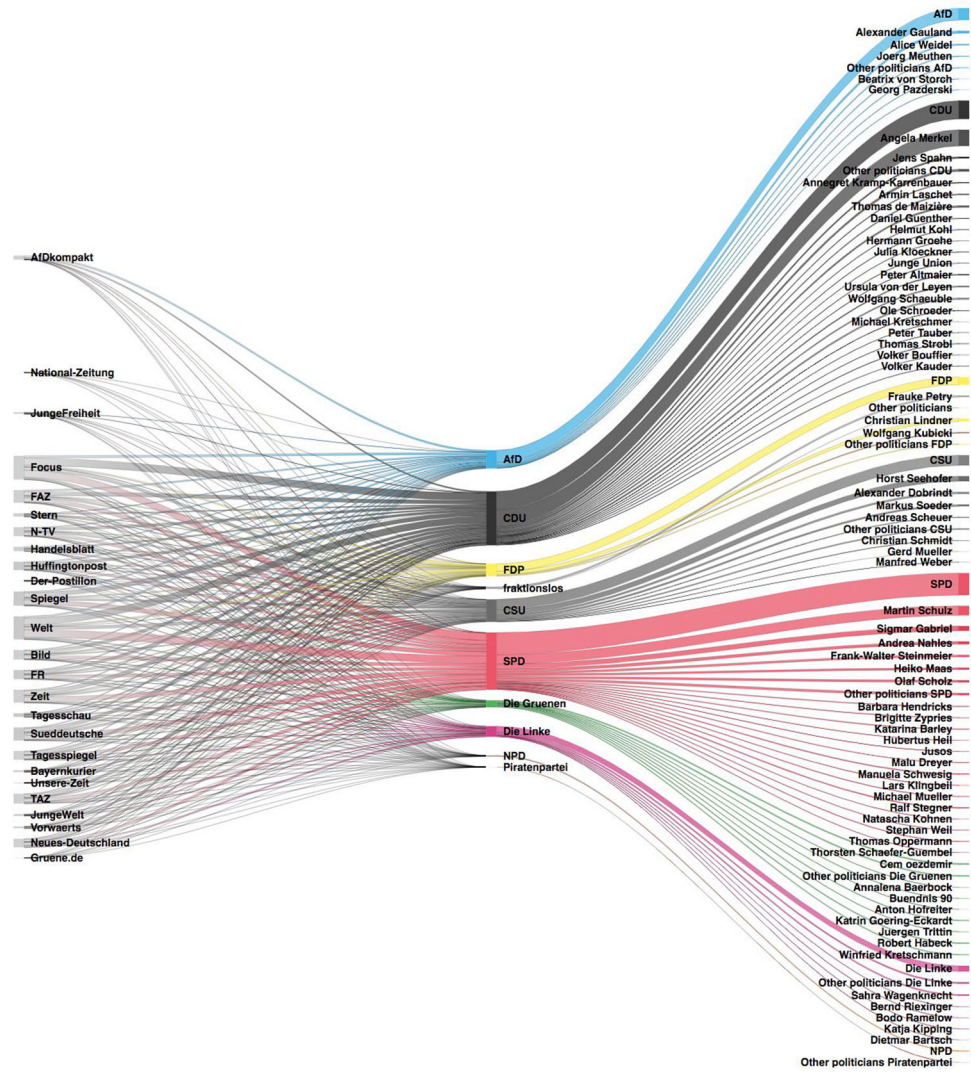 AfDkompakt
National-Zeitung
JungeFreiheit
Focus
FAZ
Stern
N-TV
Handelsblatt
Huffingtonpost
Der-Postillon
Spiegel
Welt
Bild
FR
Zeit
Tagesschau
Sueddeutsche
Tagesspiegel
Bayernkurier
Unsere-Zeit
TAZ
JungeWelt
Vorwaerts
Neues-Deutschland
Gruene.de
AfD
CDU
FDP
fraktionslos
CSU
SPD
Die Gruenen
Die Linke
NPD
Piratenpartei
AfD
Alexander Gauland
Alice Weidel
Joerg Meuthen
Other politicians AfD
Beatrix von Storch
Georg Pazderski
CDU
Angela Merkel
Jens Spahn
Other politicians CDU
Annegret Kramp-Karrenbauer
Armin Laschet
Thomas de Maizière
Daniel Guenther
Helmut Kohl
Hermann Groehe
Julia Kloeckner
Junge Union
Peter Altmaier
Ursula von der Leyen
Wolfgang Schaeuble
Ole Schroeder
Michael Kretschmer
Peter Tauber
Thomas Strobl
Volker Bouffier
Volker Kauder
FDP
Frauke Petry
Other politicians
Christian Lindner
Wolfgang Kubicki
Other politicians FDP
CSU
Horst Seehofer
Alexander Dobrindt
Markus Soeder
Andreas Scheuer
Other politicians CSU
Christian Schmidt
Gerd Mueller
Manfred Weber
SPD
Martin Schulz
Sigmar Gabriel
Andrea Nahles
Frank-Walter Steinmeier
Heiko Maas
Olaf Scholz
Other politicians SPD
Barbara Hendricks
Brigitte Zypries
Katarina Barley
Hubertus Heil
Jusos
Malu Dreyer
Manuela Schwesig
Lars Klingbeil
Michael Mueller
Ralf Stegner
Natascha Kohnen
Stephan Weil
Thomas Oppermann
Thorsten Schaefer-Guembel
Cem oezdemir
Other politicians Die Gruenen
Annalena Baerbock
Buendnis 90
Anton Hofreiter
Katrin Goering-Eckardt
Juergen Trittin
Robert Habeck
Winfried Kretschmann
Die Linke
Other politicians Die Linke
Sahra Wagenknecht
Bernd Riexinger
Bodo Ramelow
Katja Kipping
Dietmar Bartsch
NPD
Other politicians Piratenpartei